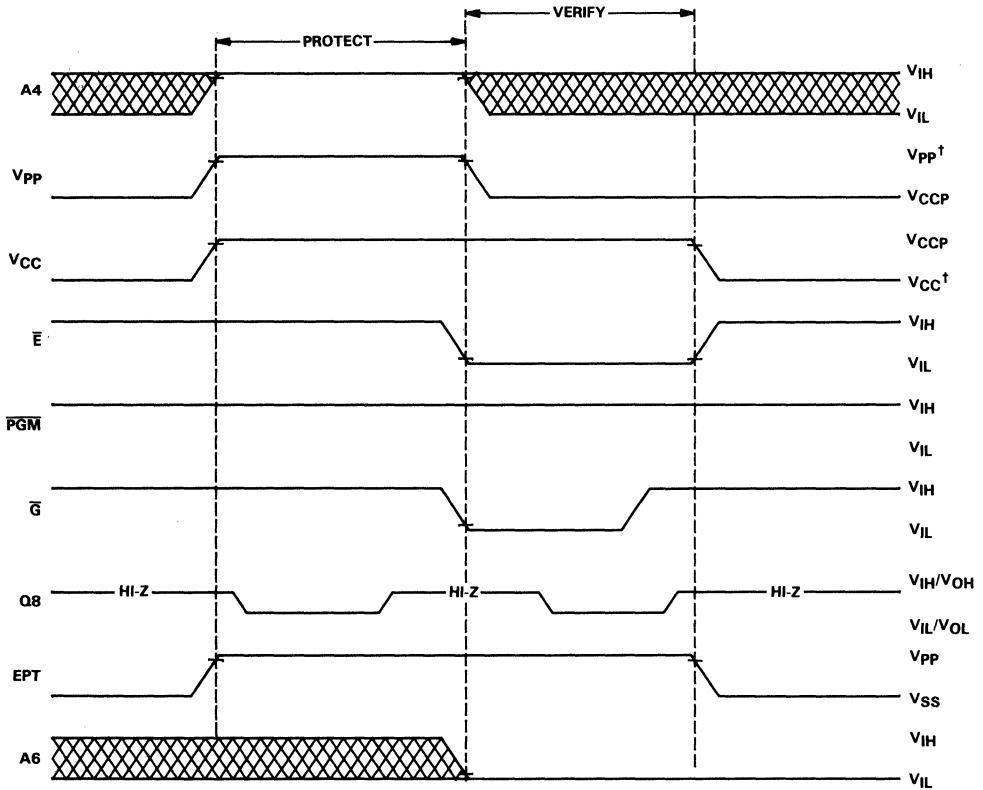 VERIFY
PROTECT
A4
VIH
VIL
VPP
VPP†
VCCP
VCC
VCCP
VCC†
E̅
VIH
VIL
P̅G̅M̅
VIH
VIL
G̅
VIH
VIL
Q8
HI-Z
HI-Z
HI-Z
VIH/VOH
VIL/VOL
EPT
VPP
VSS
A6
VIH
VIL